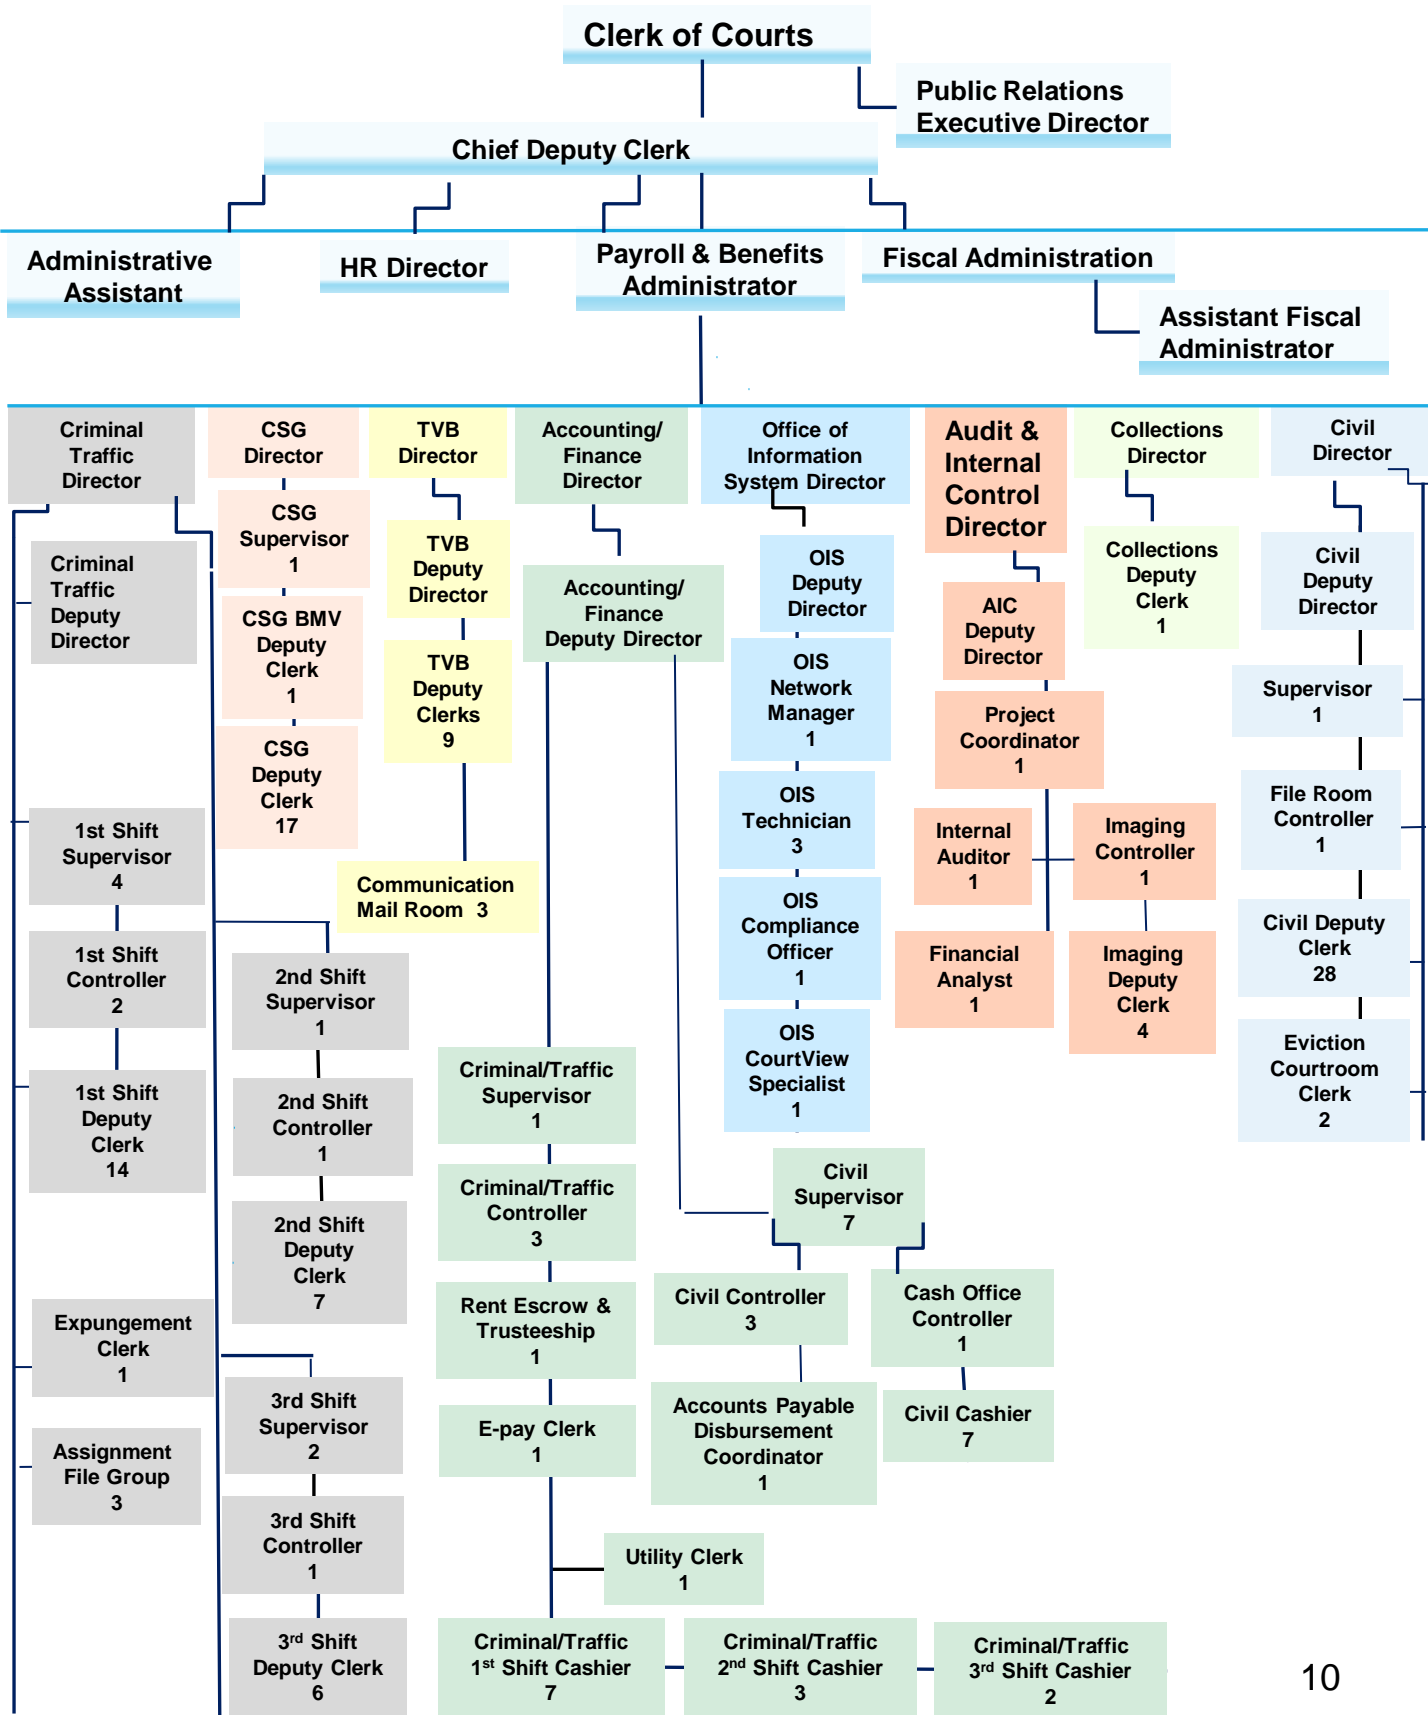 Clerk of Courts
Public Relations
Executive Director
Chief Deputy Clerk
Administrative
Assistant
HR Director
Payroll & Benefits
Administrator
Fiscal Administration
Assistant Fiscal
Administrator
Criminal
Traffic
Director
CSG
Director
TVB
Director
Accounting/
Finance
Director
Office of
Information
System Director
Audit &
Internal
Control
Director
Collections
Director
Civil
Director
Criminal
Traffic
Deputy
Director
1st Shift
Supervisor
4
1st Shift
Controller
2
1st Shift
Deputy
Clerk
14
Expungement
Clerk
1
Assignment
File Group
3
CSG
Supervisor
1
CSG BMV
Deputy
Clerk
1
CSG
Deputy
Clerk
17
2nd Shift
Supervisor
1
2nd Shift
Controller
1
2nd Shift
Deputy
Clerk
7
3rd Shift
Supervisor
2
3rd Shift
Controller
1
3rd Shift
Deputy Clerk
6
TVB
Deputy
Director
TVB
Deputy
Clerks
9
Communication
Mail Room 3
Accounting/
Finance
Deputy Director
Criminal/Traffic
Supervisor
1
Criminal/Traffic
Controller
3
Rent Escrow &
Trusteeship
1
E-pay Clerk
1
Utility Clerk
1
Criminal/Traffic
1st Shift Cashier
7
Criminal/Traffic
2nd Shift Cashier
3
Criminal/Traffic
3rd Shift Cashier
2
Civil
Supervisor
7
Civil Controller
3
Accounts Payable
Disbursement
Coordinator
1
Cash Office
Controller
1
Civil Cashier
7
OIS
Deputy
Director
OIS
Network
Manager
1
OIS
Technician
3
OIS
Compliance
Officer
1
OIS
CourtView
Specialist
1
AIC
Deputy
Director
Project
Coordinator
1
Internal
Auditor
1
Imaging
Controller
1
Financial
Analyst
1
Imaging
Deputy
Clerk
4
Collections
Deputy
Clerk
1
Civil
Deputy
Director
Supervisor
1
File Room
Controller
1
Civil Deputy
Clerk
28
Eviction
Courtroom
Clerk
2
10